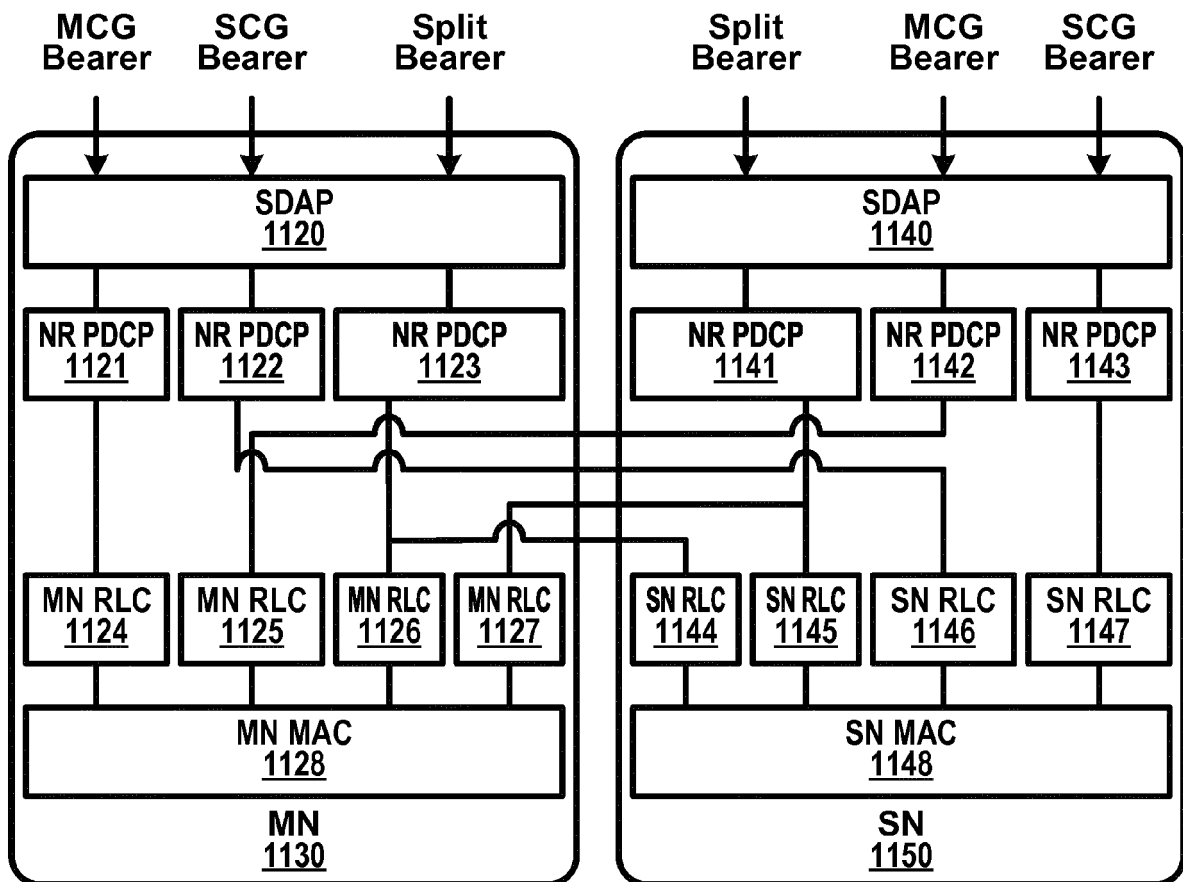 MCG Bearer
SCG Bearer
Split Bearer
Split Bearer
MCG Bearer
SCG Bearer
SDAP
1120
SDAP
1140
NR PDCP
1121
NR PDCP
1122
NR PDCP
1123
NR PDCP
1141
NR PDCP
1142
NR PDCP
1143
MN RLC
1124
MN RLC
1125
MN RLC
1126
MN RLC
1127
SN RLC
1144
SN RLC
1145
SN RLC
1146
SN RLC
1147
MN MAC
1128
SN MAC
1148
MN
1130
SN
1150